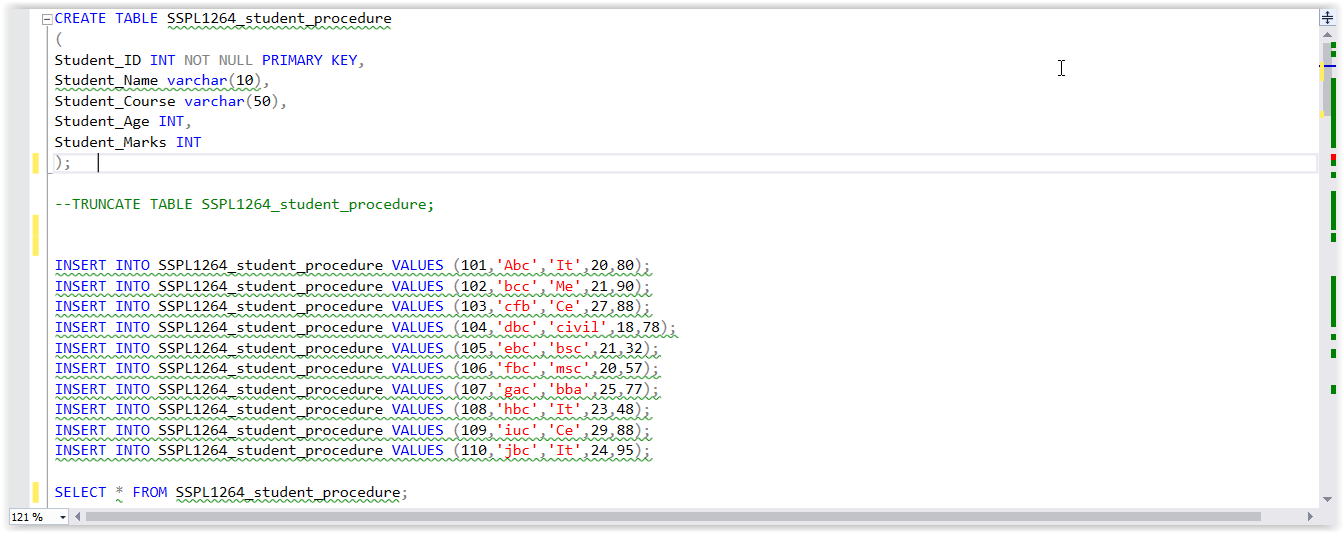 CREATE TABLE SSPL1264_student_procedure
(
Student_ID INT NOT NULL PRIMARY KEY,
Student_Name varchar(10),
Student_Course varchar(50),
Student_Age INT,
Student_Marks INT
);
--TRUNCATE TABLE SSPL1264_student_procedure;
INSERT INTO SSPL1264_student_procedure VALUES (101,'Abc','It',20,80);
INSERT INTO SSPL1264_student_procedure VALUES (102,'bcc','Me',21,90);
INSERT INTO SSPL1264_student_procedure VALUES (103,'cfb','Ce',27,88);
INSERT INTO SSPL1264_student_procedure VALUES (104,'dbc','civil',18,78);
INSERT INTO SSPL1264_student_procedure VALUES (105,'ebc','bsc',21,32);
INSERT INTO SSPL1264_student_procedure VALUES (106,'fbc','msc',20,57);
INSERT INTO SSPL1264_student_procedure VALUES (107,'gac','bba',25,77);
INSERT INTO SSPL1264_student_procedure VALUES (108,'hbc','It',23,48);
INSERT INTO SSPL1264_student_procedure VALUES (109,'iuc','Ce',29,88);
INSERT INTO SSPL1264_student_procedure VALUES (110,'jbc','It',24,95);
SELECT * FROM SSPL1264_student_procedure;
121 %